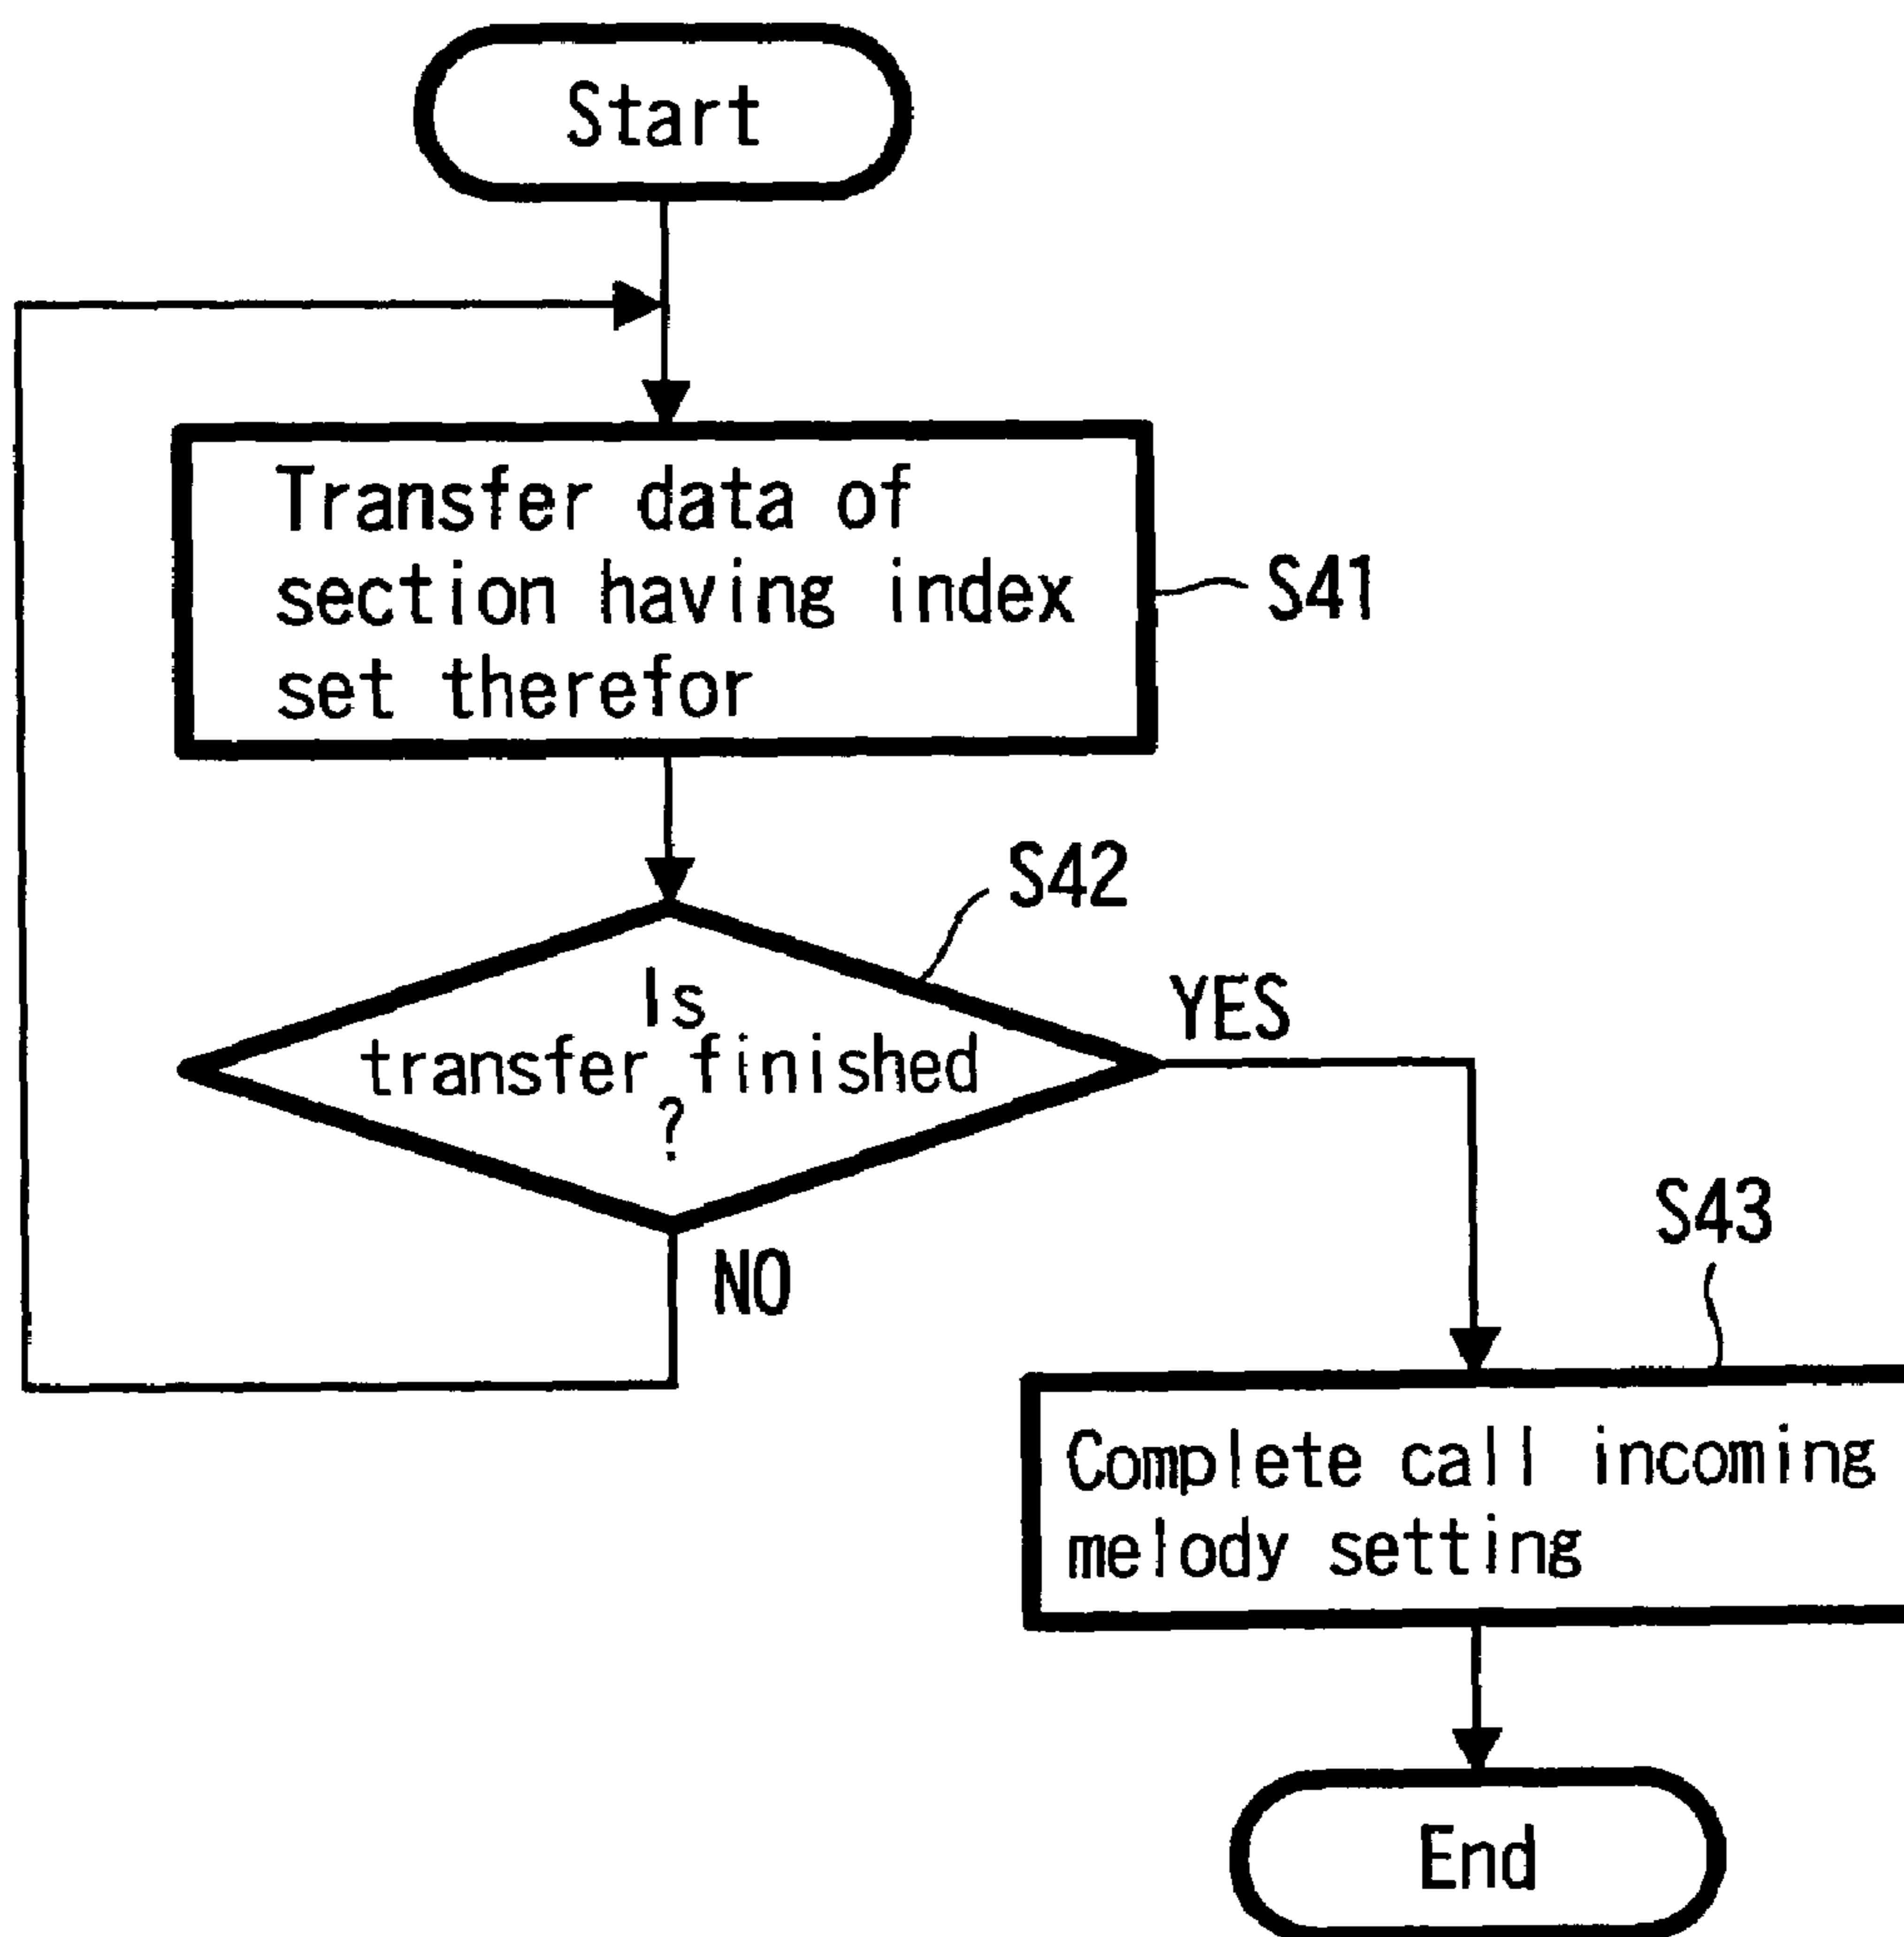 Start
Transfer data of
section having index
set therefor
S41
S42
Is
transfer finished
?
YES
NO
S43
Complete call incoming
melody setting
End